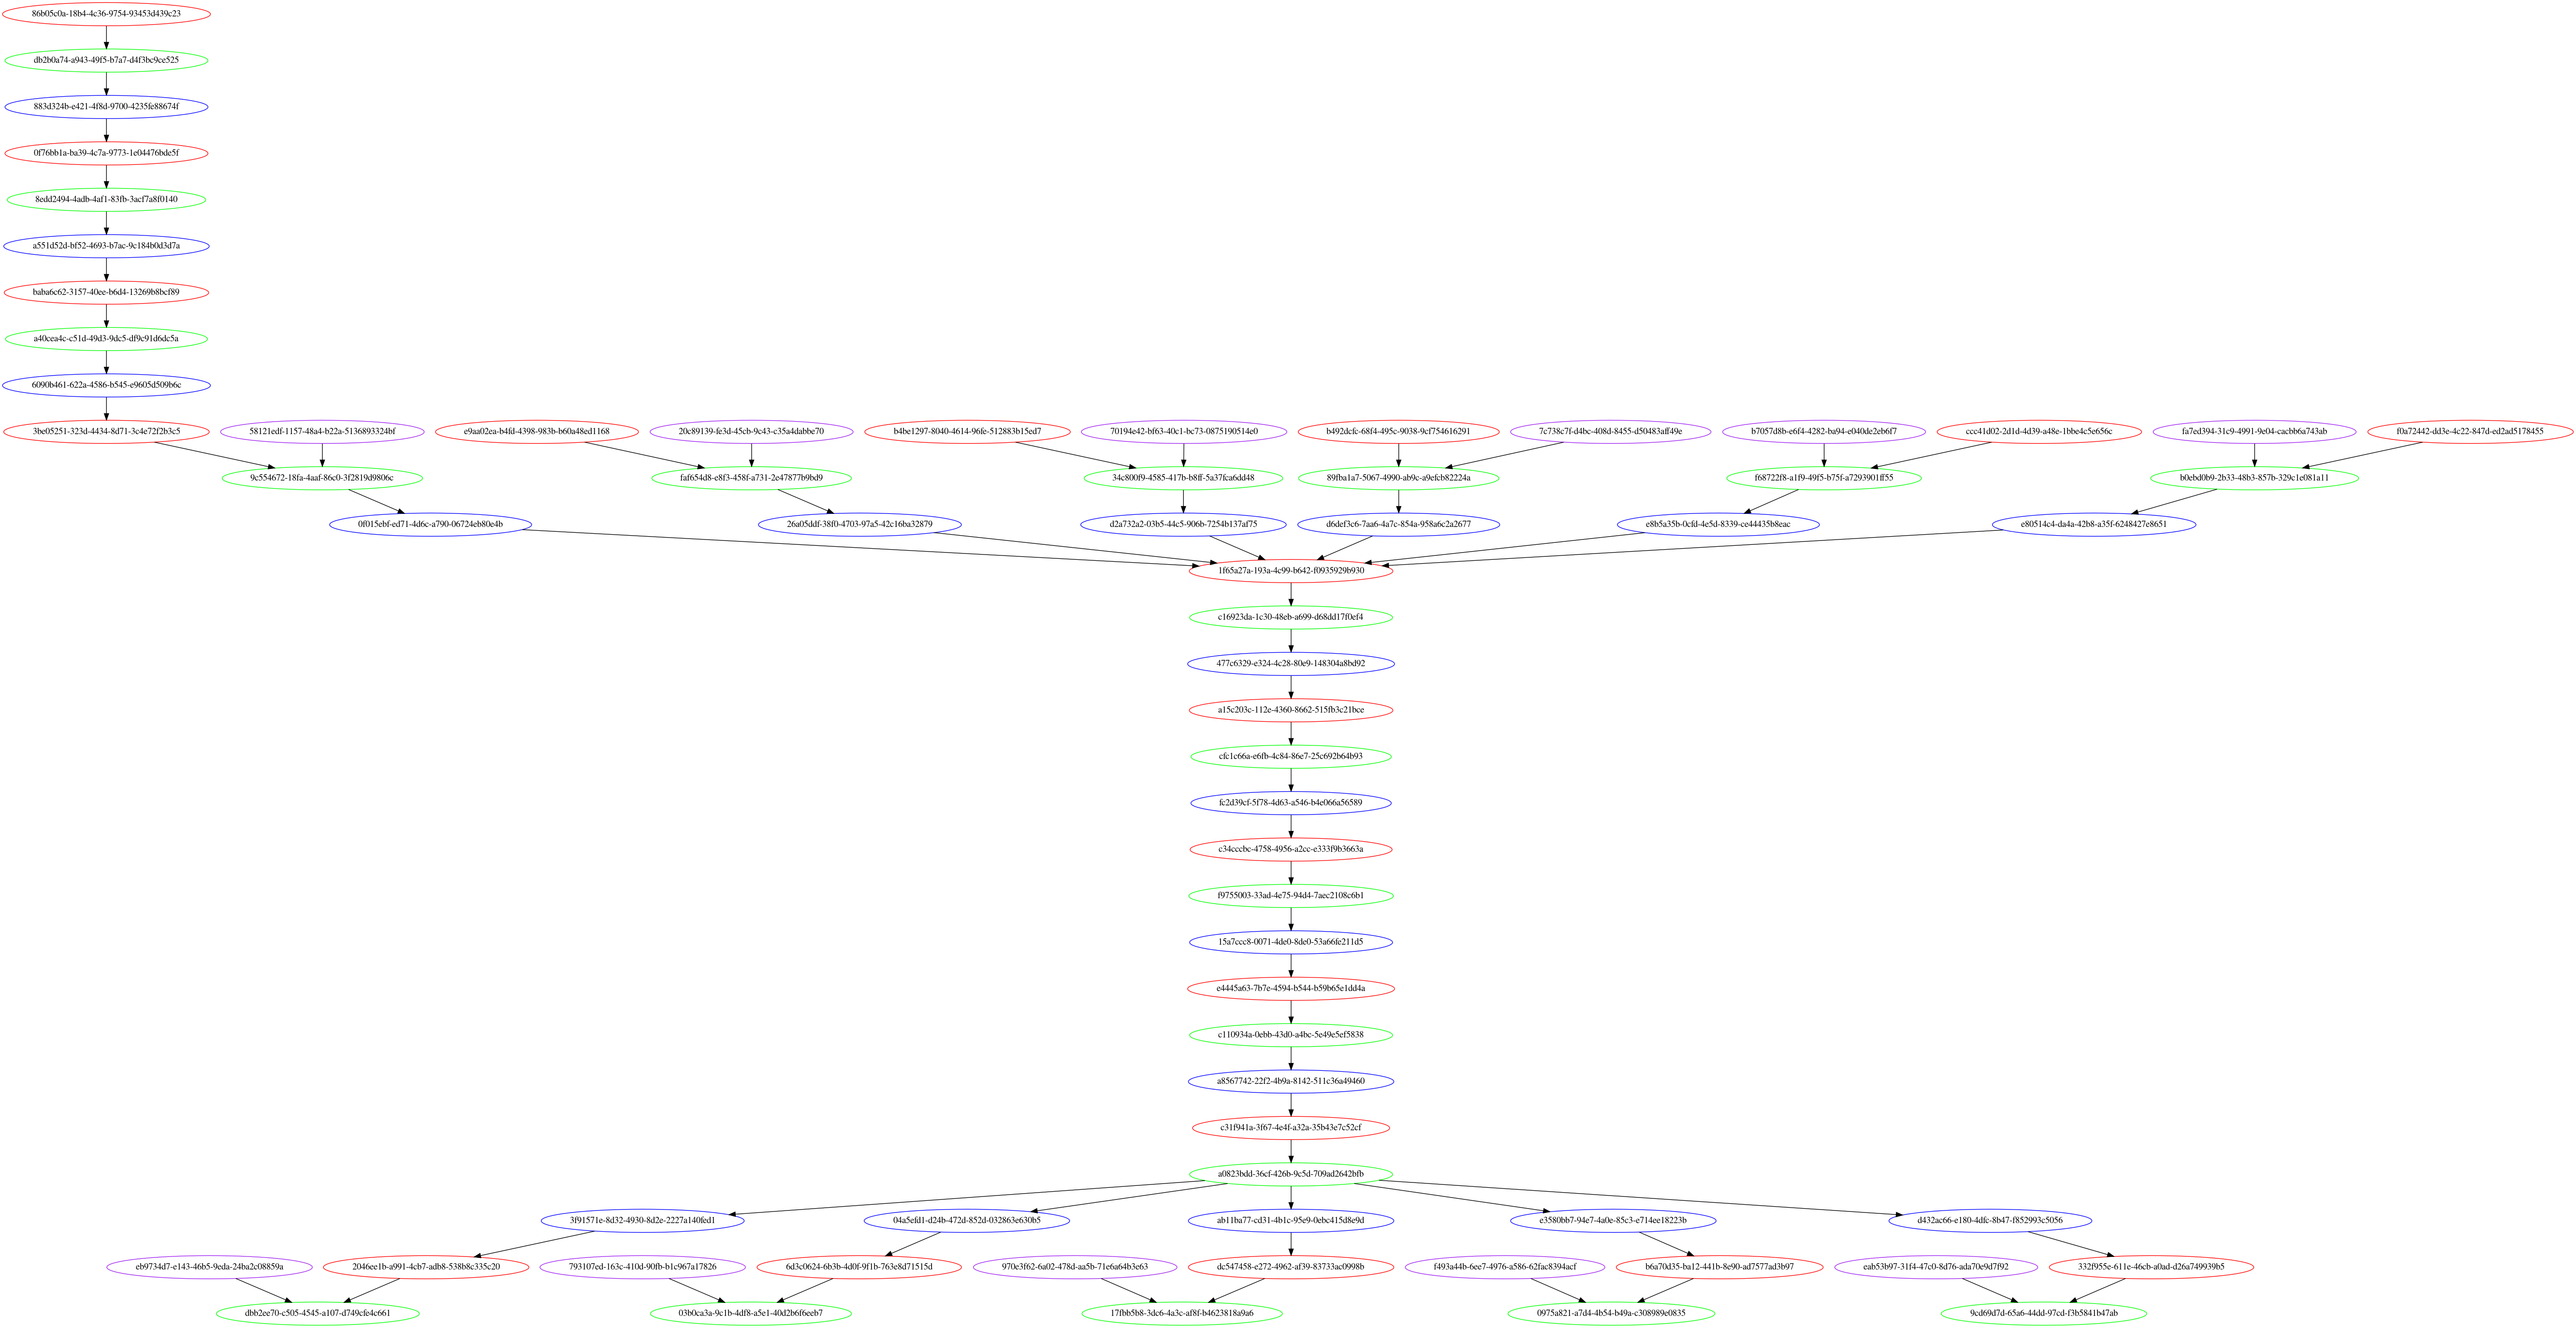 86b05c0a-18b4-4c36-9754-93453d439c23
db2b0a74-a943-49f5-b7a7-d4f3bc9ce525
883d324b-e421-4f8d-9700-4235fe88674f
0f76bb1a-ba39-4c7a-9773-1e04476bde5f
8edd2494-4adb-4af1-83fb-3acf7a8f0140
a551d52d-bf52-4693-b7ac-9c184b0d3d7a
baba6c62-3157-40ee-b6d4-13269b8bcf89
a40cea4c-c51d-49d3-9dc5-df9c91d6dc5a
6090b461-622a-4586-b545-e9605d509b6c
3be05251-323d-4434-8d71-3c4e72f2b3c5
58121edf-1157-48a4-b22a-5136893324bf
e9aa02ea-b4fd-4398-983b-b60a48ed1168
20c89139-fe3d-45cb-9c43-c35a4dabbe70
b4be1297-8040-4614-96fe-512883b15ed7
70194e42-bf63-40c1-bc73-0875190514e0
b492dcfc-68f4-495c-9038-9cf754616291
7c738c7f-d4bc-408d-8455-d50483aff49e
b7057d8b-e6f4-4282-ba94-e040de2eb6f7
ccc41d02-2d1d-4d39-a48e-1bbe4c5e656c
fa7ed394-31c9-4991-9e04-cacbb6a743ab
f0a72442-dd3e-4c22-847d-ed2ad5178455
9c554672-18fa-4aaf-86c0-3f2819d9806c
faf654d8-e8f3-458f-a731-2e47877b9bd9
34c800f9-4585-417b-b8ff-5a37fca6dd48
89fba1a7-5067-4990-ab9c-a9efcb82224a
f68722f8-a1f9-49f5-b75f-a7293901ff55
b0ebd0b9-2b33-48b3-857b-329c1e081a11
0f015ebf-ed71-4d6c-a790-06724eb80e4b
26a05ddf-38f0-4703-97a5-42c16ba32879
d2a732a2-03b5-44c5-906b-7254b137af75
d6def3c6-7aa6-4a7c-854a-958a6c2a2677
e8b5a35b-0cfd-4e5d-8339-ce44435b8eac
e80514c4-da4a-42b8-a35f-6248427e8651
1f65a27a-193a-4c99-b642-f0935929b930
c16923da-1c30-48eb-a699-d68dd17f0ef4
477c6329-e324-4c28-80e9-148304a8bd92
a15c203c-112e-4360-8662-515fb3c21bce
cfc1c66a-e6fb-4c84-86e7-25c692b64b93
fc2d39cf-5f78-4d63-a546-b4e066a56589
c34cccbc-4758-4956-a2cc-e333f9b3663a
f9755003-33ad-4e75-94d4-7aec2108c6b1
15a7ccc8-0071-4de0-8de0-53a66fe211d5
e4445a63-7b7e-4594-b544-b59b65e1dd4a
c110934a-0ebb-43d0-a4bc-5e49e5ef5838
a8567742-22f2-4b9a-8142-511c36a49460
c31f941a-3f67-4e4f-a32a-35b43e7c52cf
a0823bdd-36cf-426b-9c5d-709ad2642bfb
3f91571e-8d32-4930-8d2e-2227a140fed1
04a5efd1-d24b-472d-852d-032863e630b5
ab11ba77-cd31-4b1c-95e9-0ebc415d8e9d
e3580bb7-94e7-4a0e-85c3-e714ee18223b
d432ac66-e180-4dfc-8b47-f852993c5056
eb9734d7-e143-46b5-9eda-24ba2c08859a
2046ee1b-a991-4cb7-adb8-538b8c335c20
793107ed-163c-410d-90fb-b1c967a17826
6d3c0624-6b3b-4d0f-9f1b-763e8d71515d
970e3f62-6a02-478d-aa5b-71e6a64b3e63
dc547458-e272-4962-af39-83733ac0998b
f493a44b-6ee7-4976-a586-62fac8394acf
b6a70d35-ba12-441b-8e90-ad7577ad3b97
eab53b97-31f4-47c0-8d76-ada70e9d7f92
332f955e-611e-46cb-a0ad-d26a749939b5
dbb2ee70-c505-4545-a107-d749cfe4c661
03b0ca3a-9c1b-4df8-a5e1-40d2b6f6eeb7
17fbb5b8-3dc6-4a3c-af8f-b4623818a9a6
0975a821-a7d4-4b54-b49a-c308989e0835
9cd69d7d-65a6-44dd-97cd-f3b5841b47ab